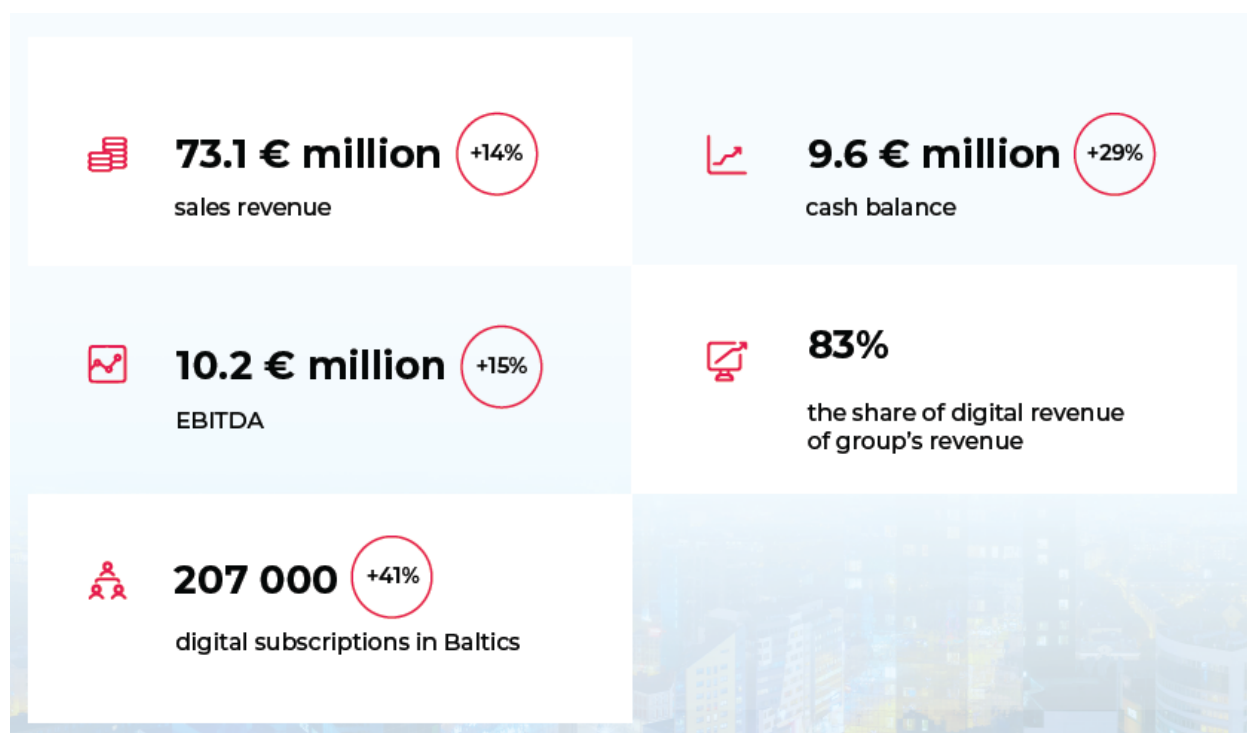 73.1 € million +14%
sales revenue
9.6 € million +29%
cash balance
10.2 € million +15%
EBITDA
83%
the share of digital revenue
of group's revenue
207 000 +41%
digital subscriptions in Baltics